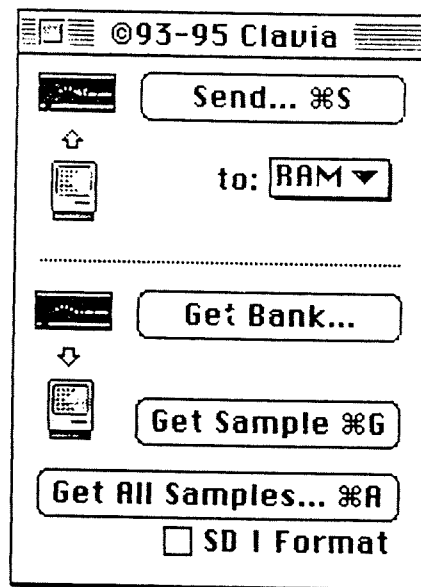 ©93-95 Clavia
Send... ⌘S
to: RAM
Get Bank...
Get Sample ⌘G
Get All Samples... ⌘A
SD I Format